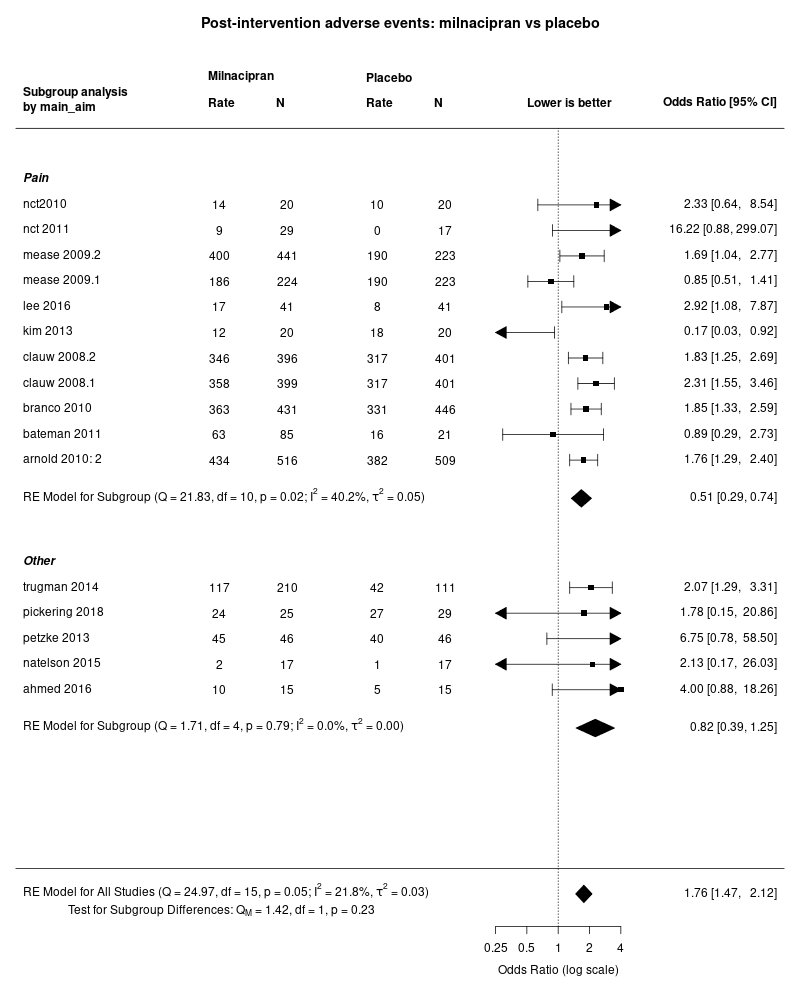 Post-intervention adverse events: milnacipran vs placebo
Milnacipran Placebo
Subgroup analysis
by main_aim
Rate N Rate N Lower is better Odds Ratio [95% CI]
Pain
nct2010 14 20 10 20 2.33 [0.64, 8.54]
nct 2011 9 29 0 17 16.22 [0.88, 299.07]
mease 2009.2 400 441 190 223 1.69 [1.04, 2.77]
mease 2009.1 186 224 190 223 0.85 [0.51, 1.41]
lee 2016 17 41 8 41 2.92 [1.08, 7.87]
kim 2013 12 20 18 20 0.17 [0.03, 0.92]
clauw 2008.2 346 396 317 401 1.83 [1.25, 2.69]
clauw 2008.1 358 399 317 401 2.31 [1.55, 3.46]
branco 2010 363 431 331 446 1.85 [1.33, 2.59]
bateman 2011 63 85 16 21 0.89 [0.29, 2.73]
arnold 2010: 2 434 516 382 509 1.76 [1.29, 2.40]
RE Model for Subgroup (Q = 21.83, df = 10, p = 0.02; I² = 40.2%, τ² = 0.05) 0.51 [0.29, 0.74]
Other
trugman 2014 117 210 42 111 2.07 [1.29, 3.31]
pickering 2018 24 25 27 29 1.78 [0.15, 20.86]
petzke 2013 45 46 40 46 6.75 [0.78, 58.50]
natelson 2015 2 17 1 17 2.13 [0.17, 26.03]
ahmed 2016 10 15 5 15 4.00 [0.88, 18.26]
RE Model for Subgroup (Q = 1.71, df = 4, p = 0.79; I² = 0.0%, τ² = 0.00) 0.82 [0.39, 1.25]
RE Model for All Studies (Q = 24.97, df = 15, p = 0.05; I² = 21.8%, τ² = 0.03) 1.76 [1.47, 2.12]
Test for Subgroup Differences: Q_M = 1.42, df = 1, p = 0.23
0.25 0.5 1 2 4
Odds Ratio (log scale)